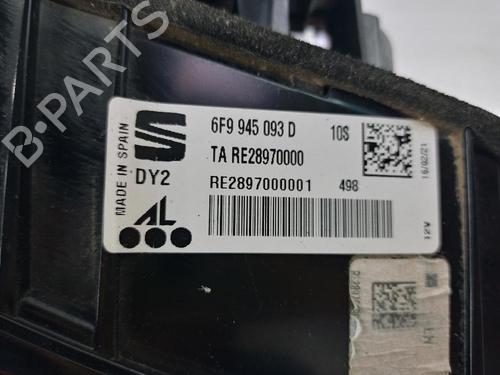 6F9 945 093 D 10S
TA RE28970000
RE2897000001 498
MADE IN SPAIN
DY2
AL
16/02/21
12V
B-PARTS